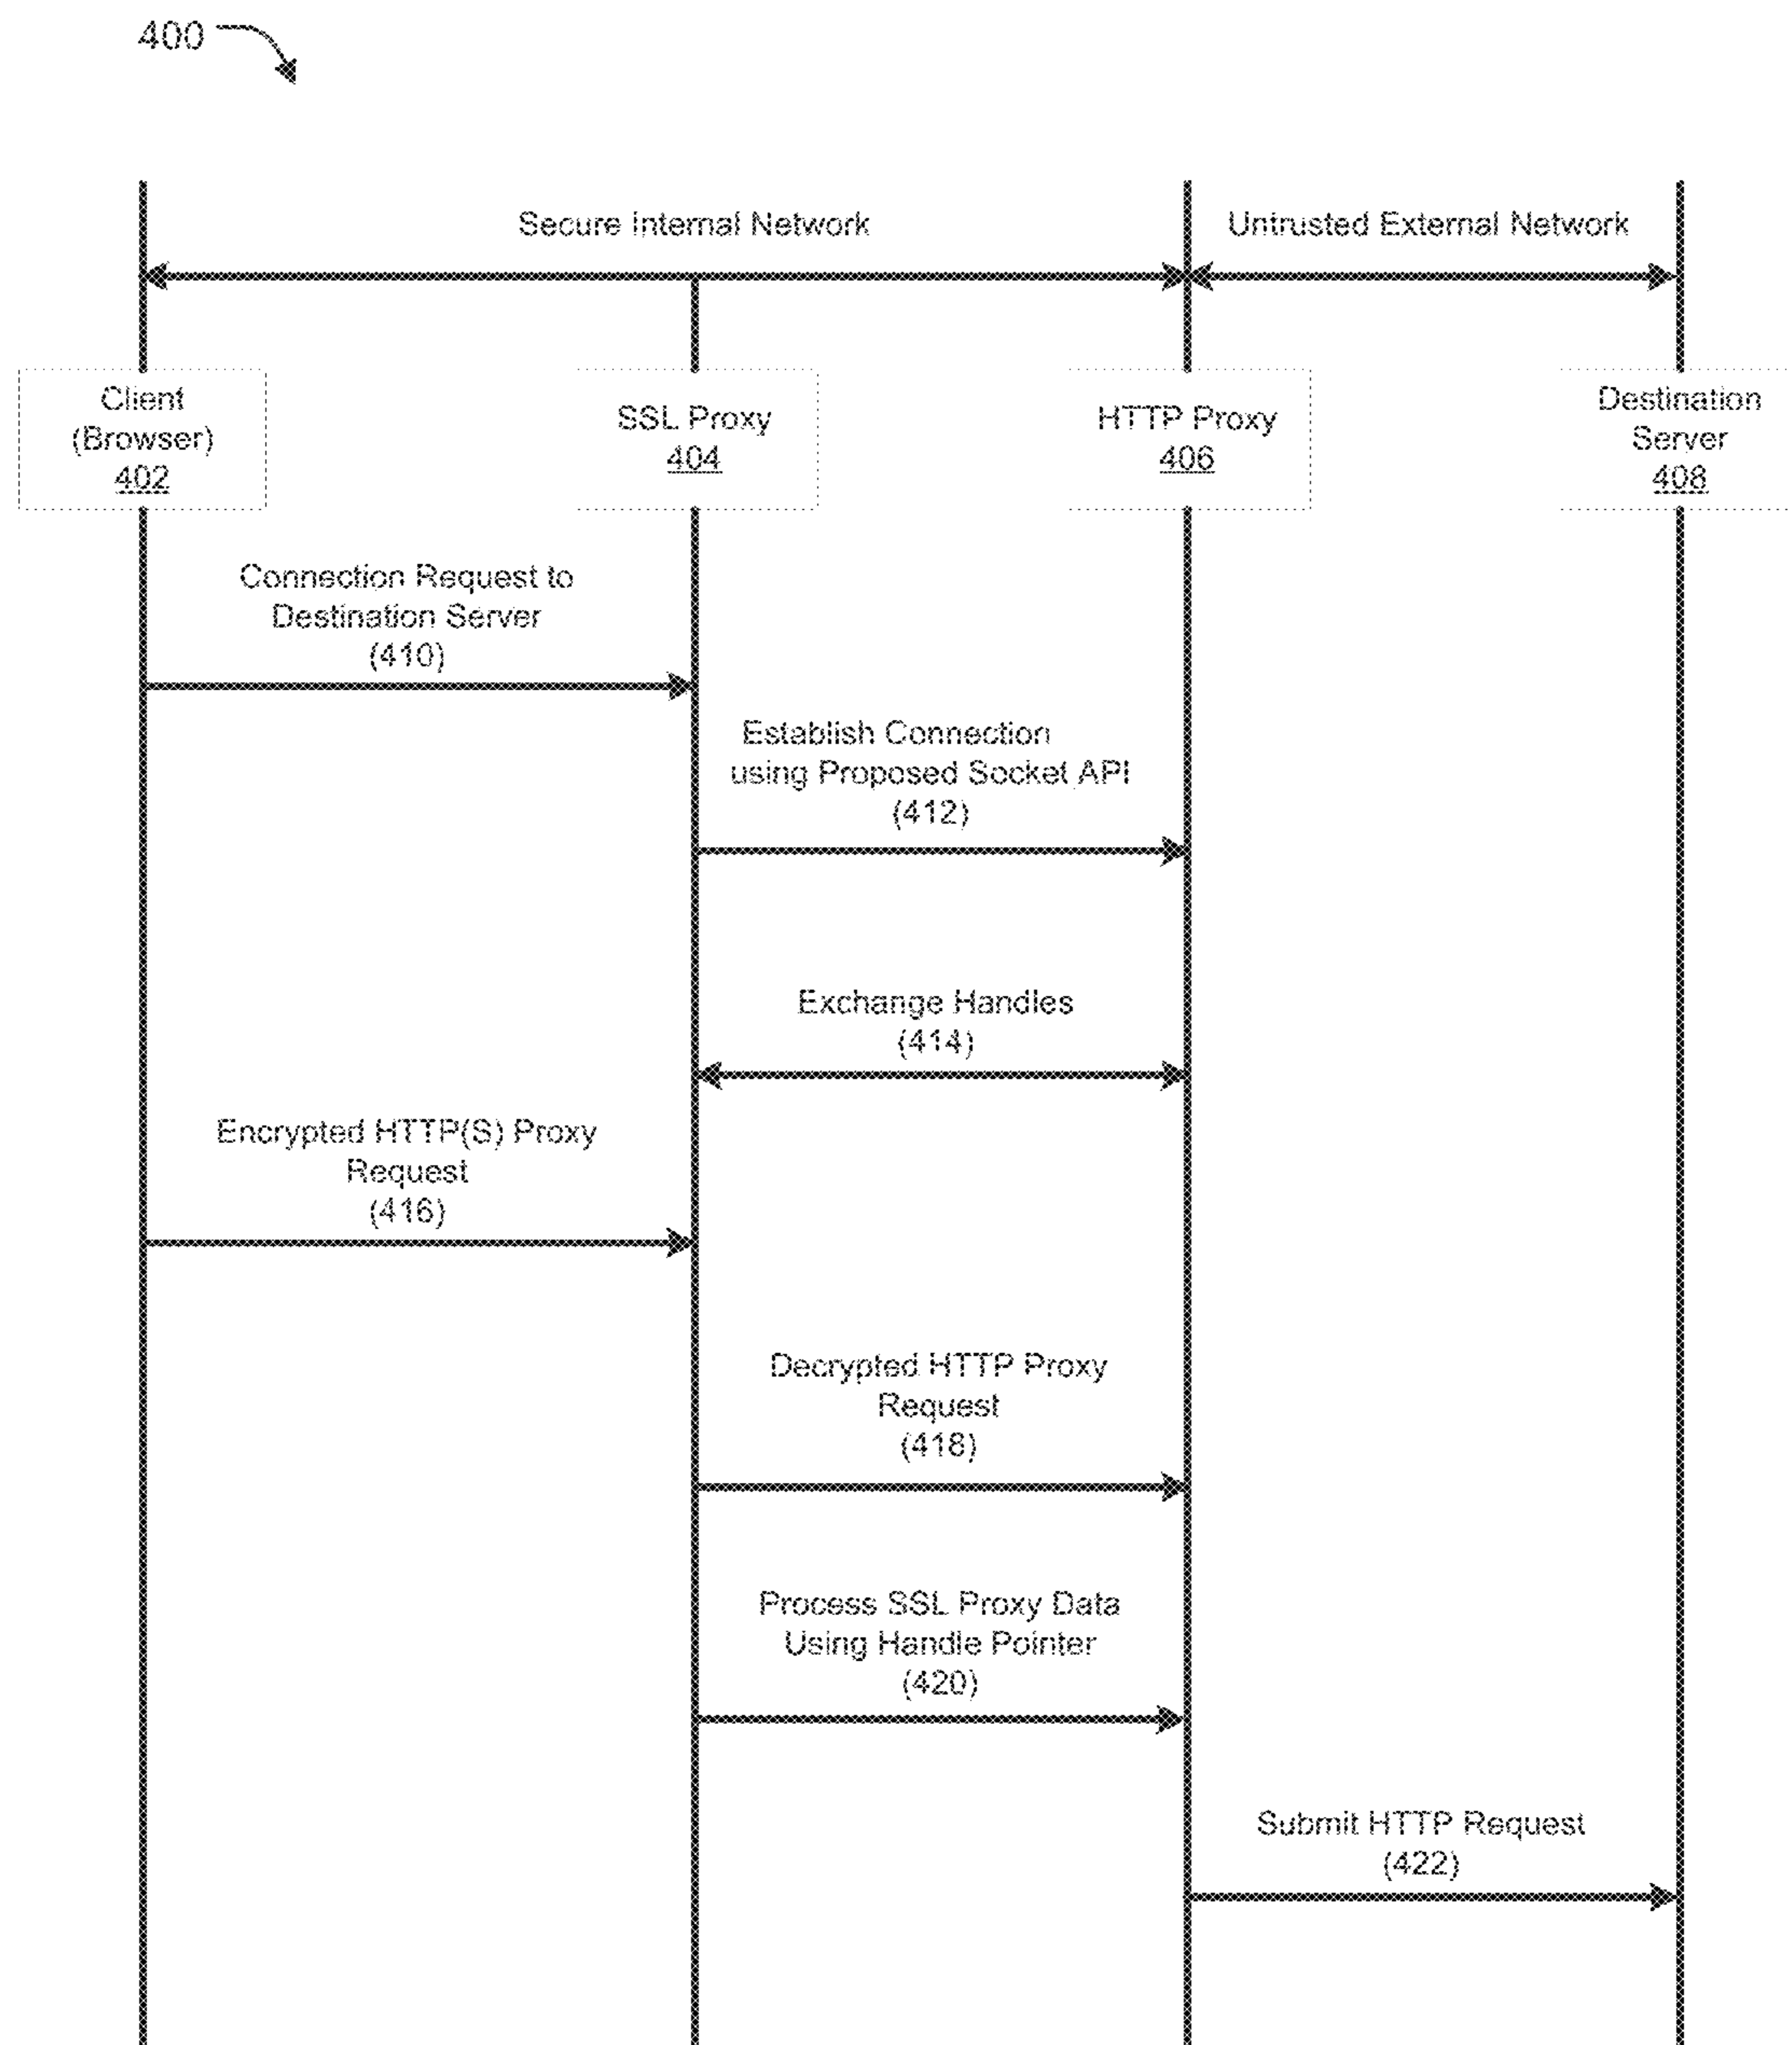 400
Secure Internal Network
Untrusted External Network
Client
(Browser)
402
SSL Proxy
404
HTTP Proxy
406
Destination
Server
408
Connection Request to
Destination Server
(410)
Establish Connection
using Proposed Socket API
(412)
Exchange Handles
(414)
Encrypted HTTP(S) Proxy
Request
(416)
Decrypted HTTP Proxy
Request
(418)
Process SSL Proxy Data
Using Handle Pointer
(420)
Submit HTTP Request
(422)